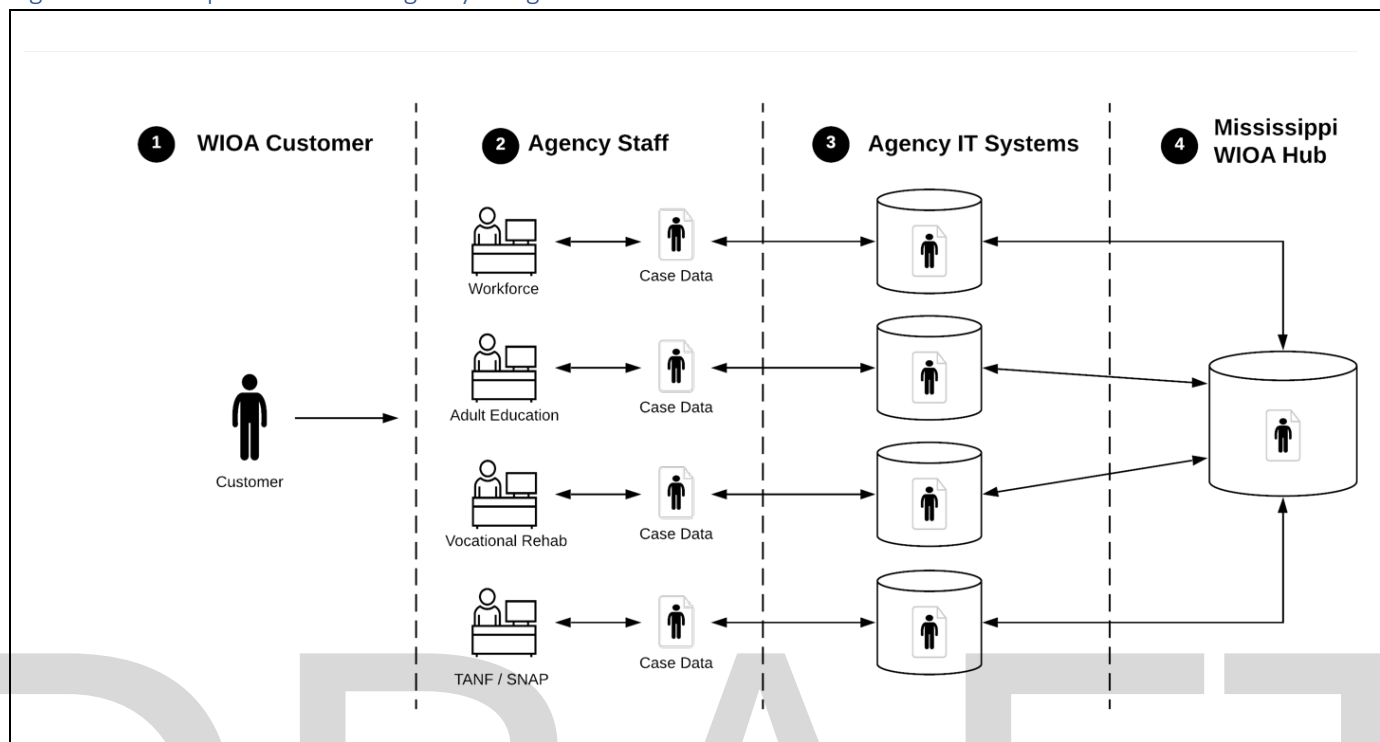 1 WIOA Customer
2 Agency Staff
3 Agency IT Systems
4 Mississippi
WIOA Hub
Workforce
Case Data
Adult Education
Case Data
Customer
Vocational Rehab
Case Data
TANF / SNAP
Case Data
DRAFT